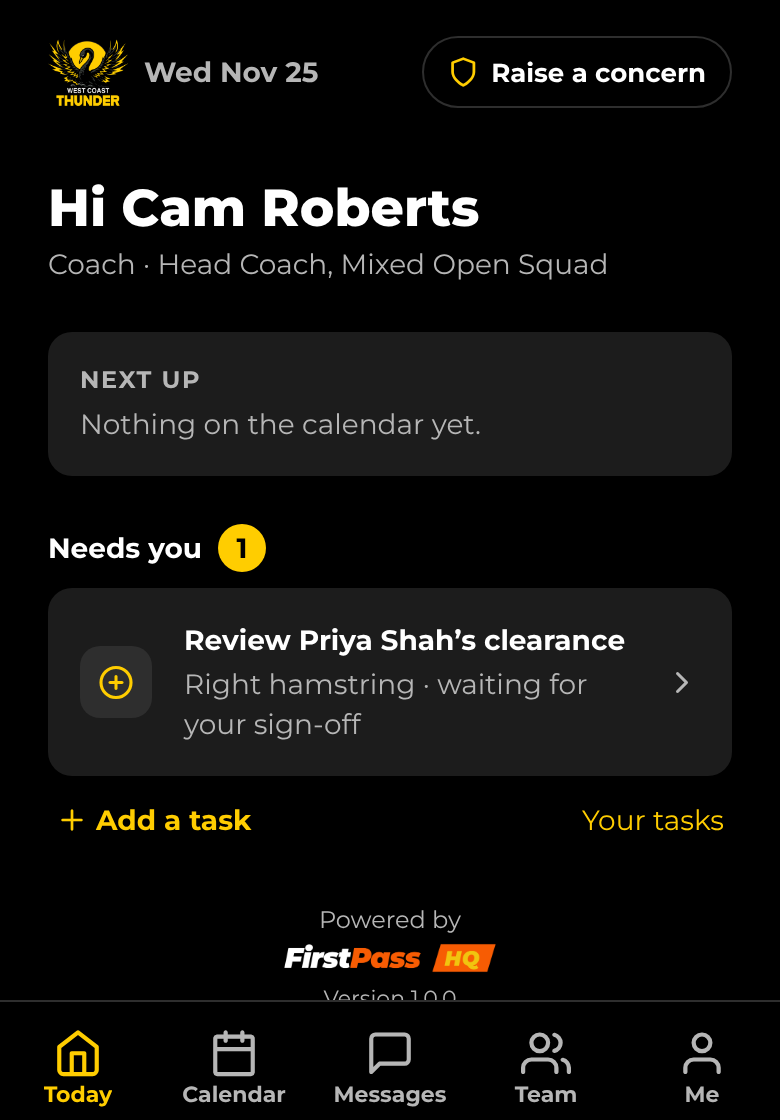 WEST COAST
THUNDER
Wed Nov 25
Raise a concern
Hi Cam Roberts
Coach · Head Coach, Mixed Open Squad
NEXT UP
Nothing on the calendar yet.
Needs you 1
Review Priya Shah’s clearance
Right hamstring · waiting for
your sign-off
+ Add a task
Your tasks
Powered by
FirstPass HQ
Version 1.0.0
Today
Calendar
Messages
Team
Me